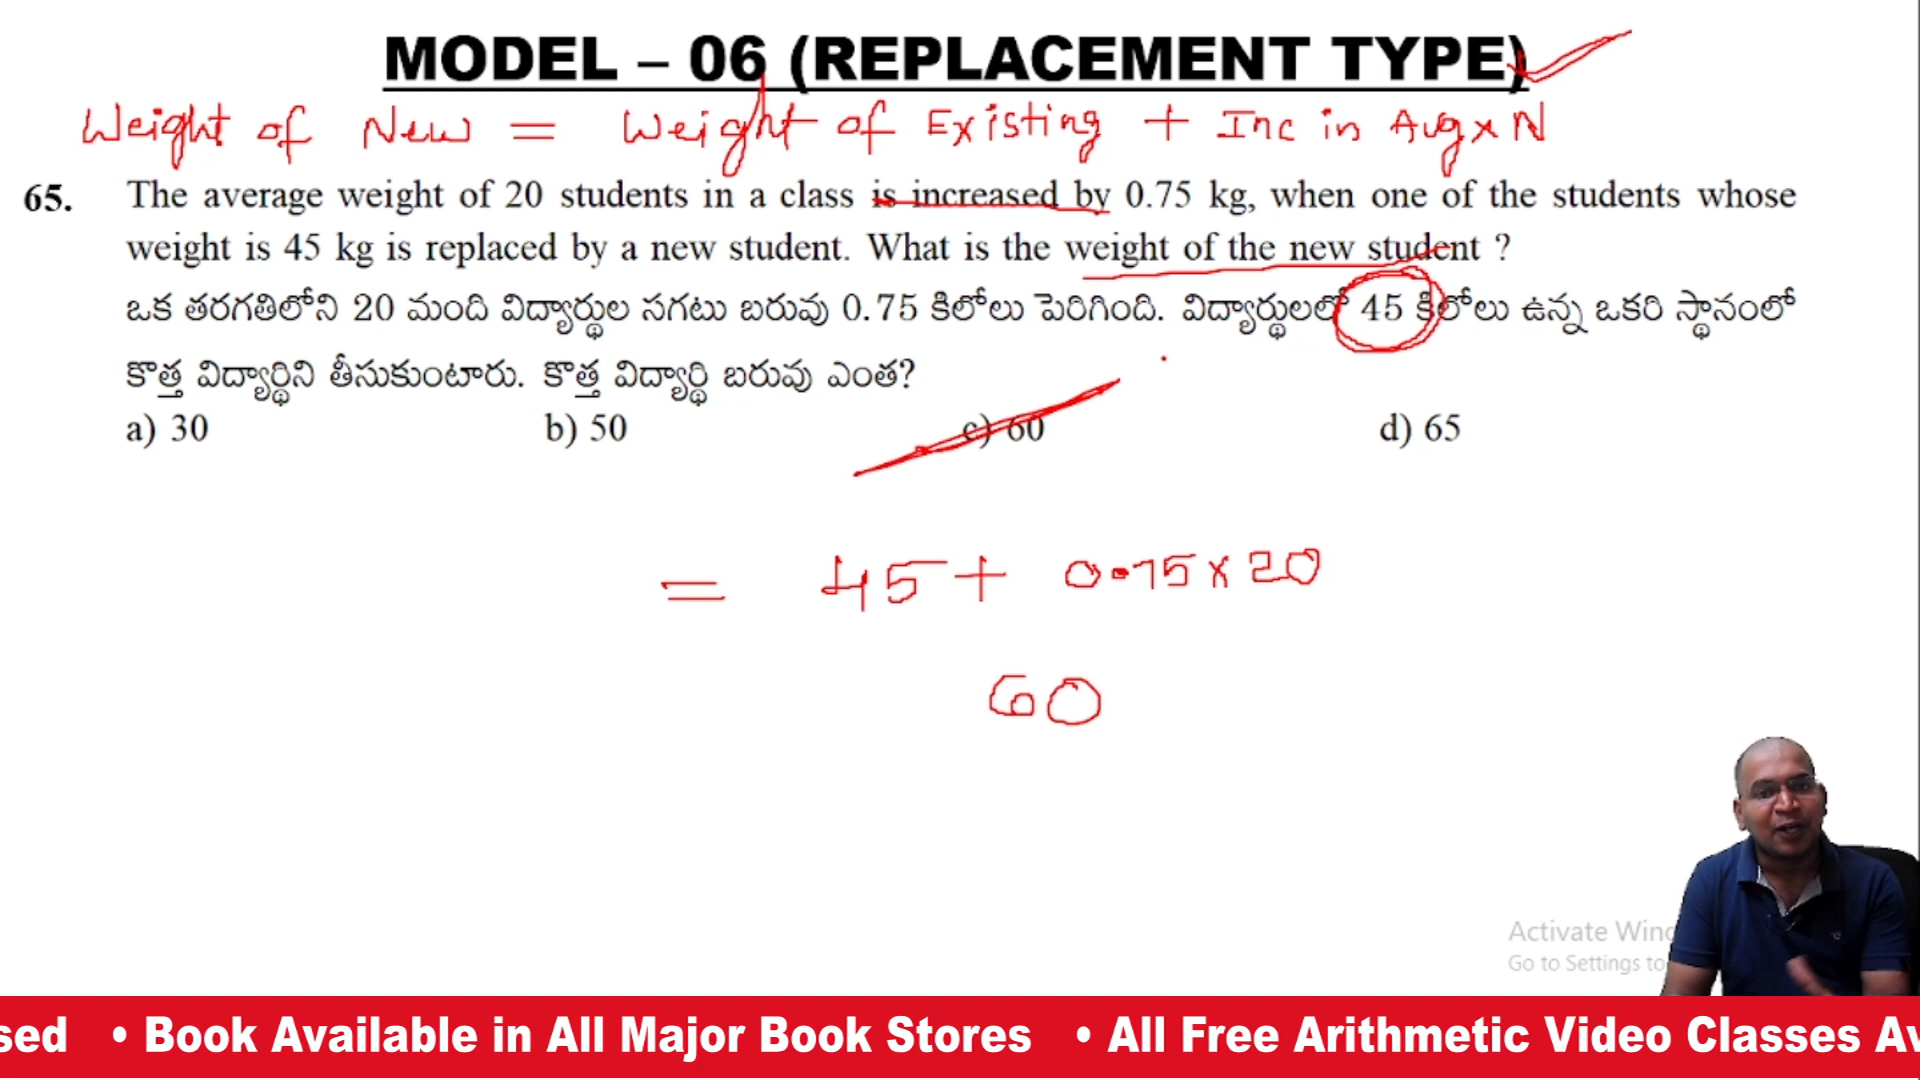 MODEL – 06 (REPLACEMENT TYPE)
Weight of New = Weight of Existing + Inc in Avg x N
65. The average weight of 20 students in a class is increased by 0.75 kg, when one of the students whose
weight is 45 kg is replaced by a new student. What is the weight of the new student ?
ఒక తరగతిలోని 20 మంది విద్యార్థుల సగటు బరువు 0.75 కిలోలు పెరిగింది. విద్యార్థులలో 45 కిలోలు ఉన్న ఒకరి స్థానంలో
కొత్త విద్యార్థిని తీసుకుంటారు. కొత్త విద్యార్థి బరువు ఎంత?
a) 30 b) 50 c) 60 d) 65
= 45 + 0.75 x 20
60
Activate Wind
Go to Settings to
sed • Book Available in All Major Book Stores • All Free Arithmetic Video Classes Av